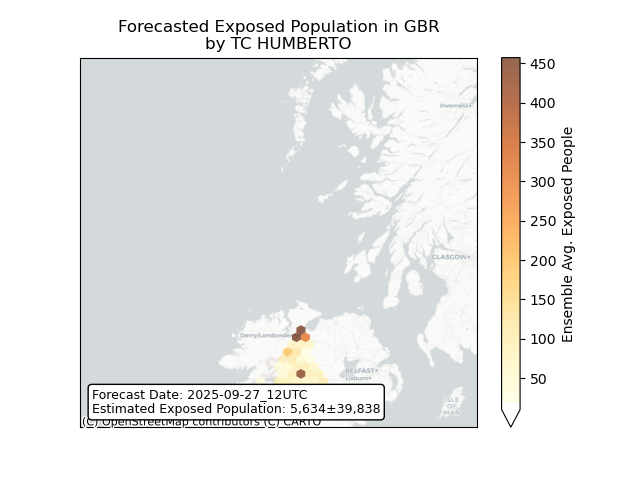 Forecasted Exposed Population in GBR
by TC HUMBERTO
Inverness
GLASGOW
Derry/Londonderry
BELFAST
Lisburn
ISLE
OF
MAN
Forecast Date: 2025-09-27_12UTC
Estimated Exposed Population: 5,634±39,838
(C) OpenStreetMap contributors (C) CARTO
450
400
350
300
250
200
150
100
50
Ensemble Avg. Exposed People